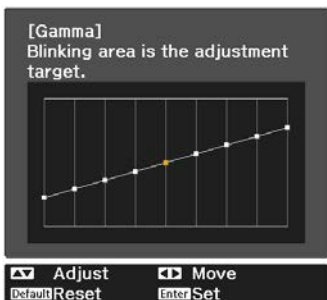 [Gamma]
Blinking area is the adjustment
target.
Adjust Move
Default Reset Enter Set